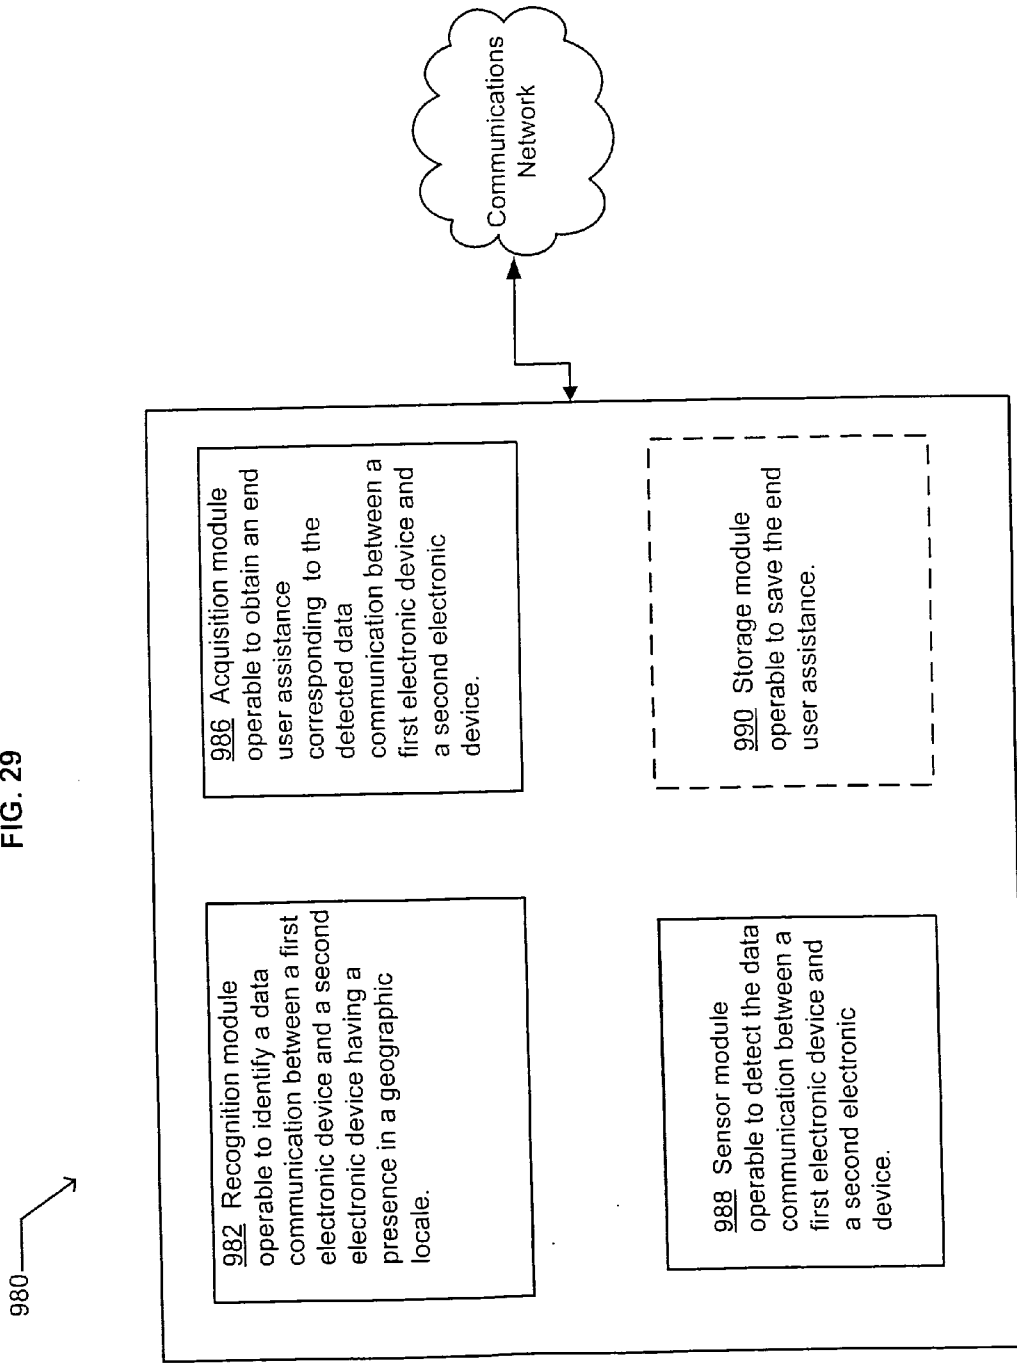 FIG. 29
980
982 Recognition module
operable to identify a data
communication between a first
electronic device and a second
electronic device having a
presence in a geographic
locale.
986 Acquisition module
operable to obtain an end
user assistance
corresponding to the
detected data
communication between a
first electronic device and
a second electronic
device.
988 Sensor module
operable to detect the data
communication between a
first electronic device and
a second electronic
device.
990 Storage module
operable to save the end
user assistance.
Communications
Network